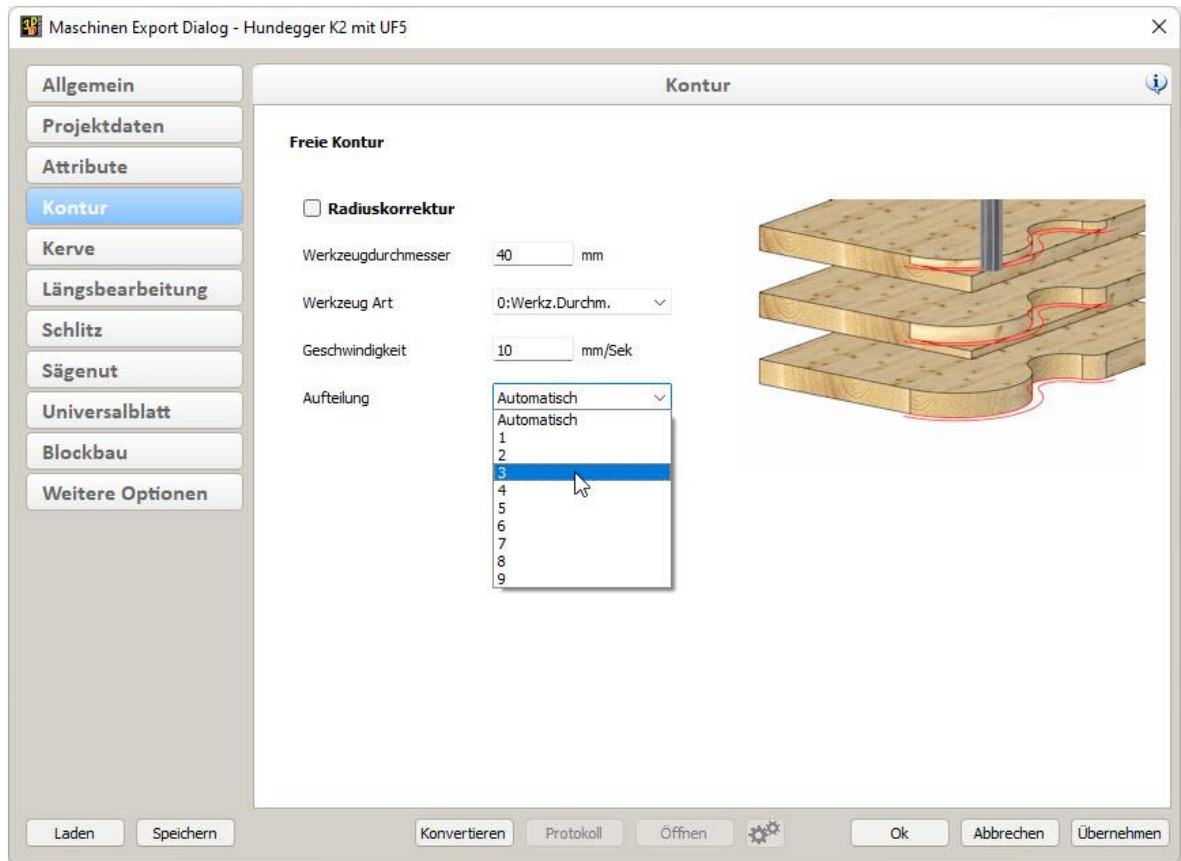 Maschinen Export Dialog - Hundegger K2 mit UF5
Allgemein
Projektdaten
Attribute
Kontur
Kerve
Längsbearbeitung
Schlitz
Sägenut
Universalblatt
Blockbau
Weitere Optionen
Kontur
Freie Kontur
Radiuskorrektur
Werkzeugdurchmesser 40 mm
Werkzeug Art 0:Werkz.Durchm.
Geschwindigkeit 10 mm/Sek
Aufteilung Automatisch
Automatisch
1
2
3
4
5
6
7
8
9
Laden Speichern Konvertieren Protokoll Öffnen Ok Abbrechen Übernehmen